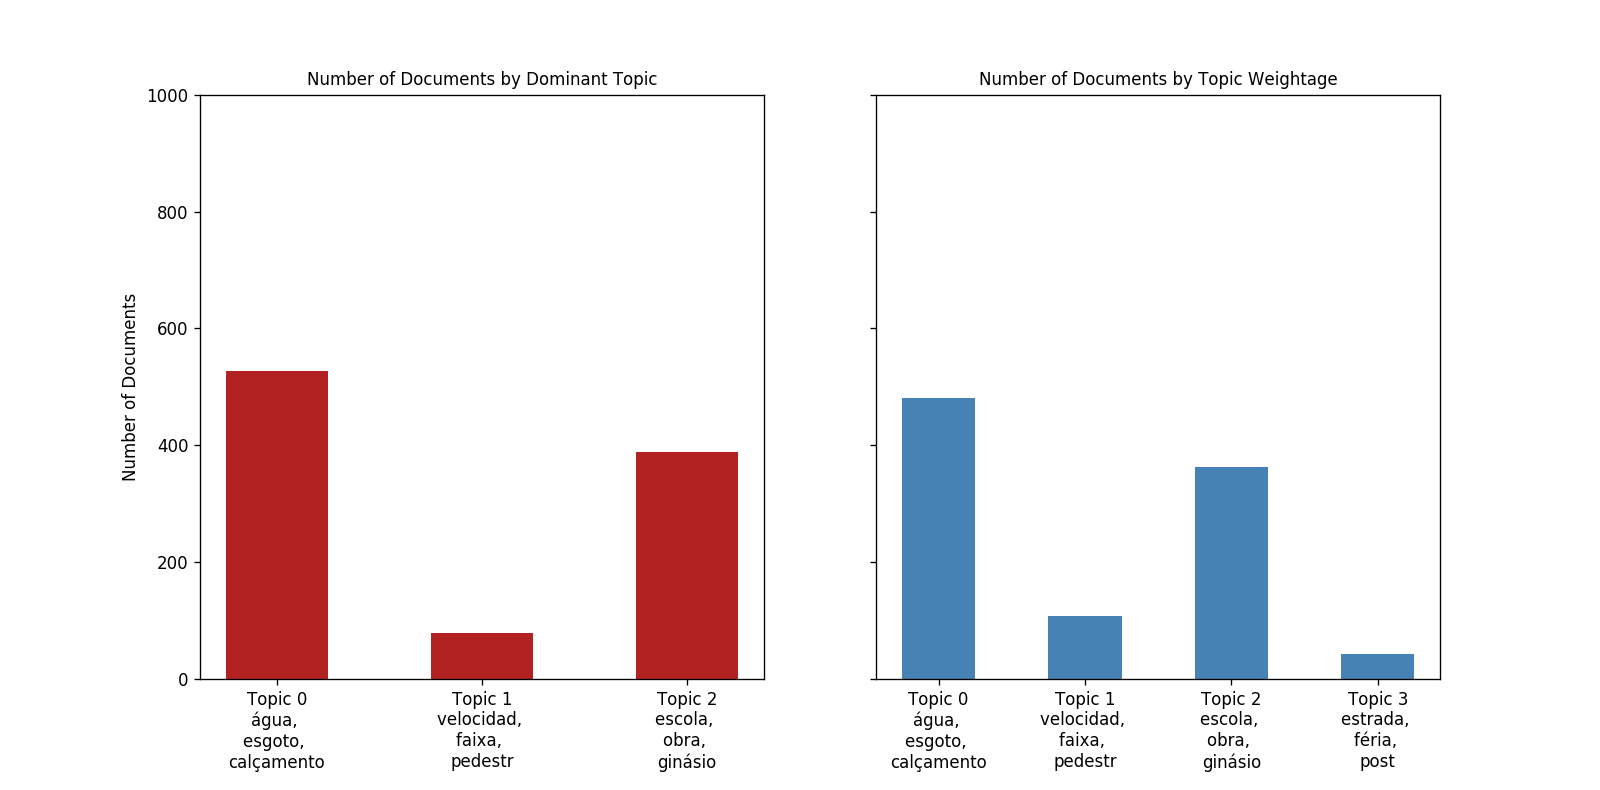 Number of Documents by Dominant Topic
Number of Documents
1000
800
600
400
200
0
Topic 0
água,
esgoto,
calçamento
Topic 1
velocidad,
faixa,
pedestr
Topic 2
escola,
obra,
ginásio
Number of Documents by Topic Weightage
Topic 0
água,
esgoto,
calçamento
Topic 1
velocidad,
faixa,
pedestr
Topic 2
escola,
obra,
ginásio
Topic 3
estrada,
féria,
post